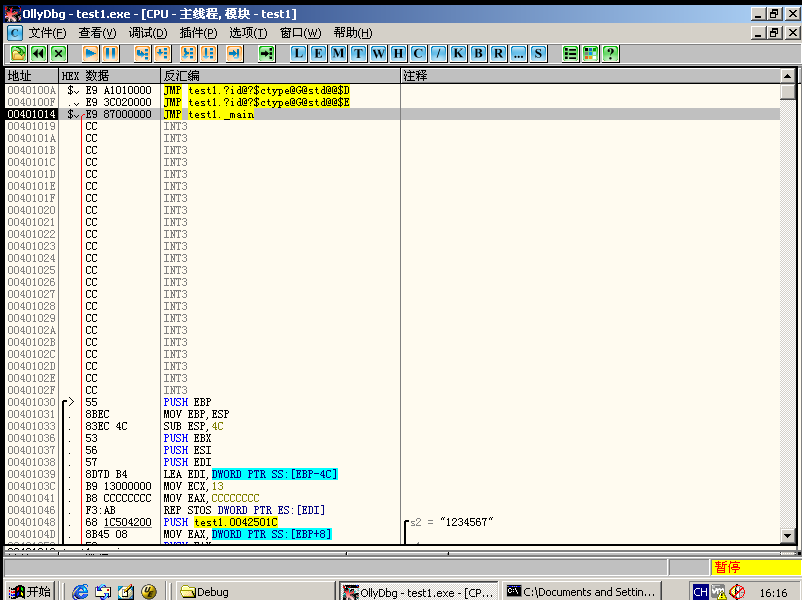 OllyDbg - test1.exe - [CPU - 主线程, 模块 - test1]
C 文件(F) 查看(V) 调试(D) 插件(P) 选项(T) 窗口(W) 帮助(H)
L E M T W H C / K B R ... S ?
地址 HEX 数据 反汇编 注释
0040100A $ E9 A1010000 JMP test1.?id@?$ctype@G@std@@$D
0040100F . E9 3C020000 JMP test1.?id@?$ctype@G@std@@$E
00401014 $ E9 87000000 JMP test1._main
00401019 CC INT3
0040101A CC INT3
0040101B CC INT3
0040101C CC INT3
0040101D CC INT3
0040101E CC INT3
0040101F CC INT3
00401020 CC INT3
00401021 CC INT3
00401022 CC INT3
00401023 CC INT3
00401024 CC INT3
00401025 CC INT3
00401026 CC INT3
00401027 CC INT3
00401028 CC INT3
00401029 CC INT3
0040102A CC INT3
0040102B CC INT3
0040102C CC INT3
0040102D CC INT3
0040102E CC INT3
0040102F CC INT3
00401030 > 55 PUSH EBP
00401031 . 8BEC MOV EBP,ESP
00401033 . 83EC 4C SUB ESP,4C
00401036 . 53 PUSH EBX
00401037 . 56 PUSH ESI
00401038 . 57 PUSH EDI
00401039 . 8D7D B4 LEA EDI,DWORD PTR SS:[EBP-4C]
0040103C . B9 13000000 MOV ECX,13
00401041 . B8 CCCCCCCC MOV EAX,CCCCCCCC
00401046 . F3:AB REP STOS DWORD PTR ES:[EDI]
00401048 . 68 1C504200 PUSH test1.0042501C s2 = "1234567"
0040104D . 8B45 08 MOV EAX,DWORD PTR SS:[EBP+8]
暂停
开始 Debug OllyDbg - test1.exe - [CP... C:\Documents and Settin... CH 16:16